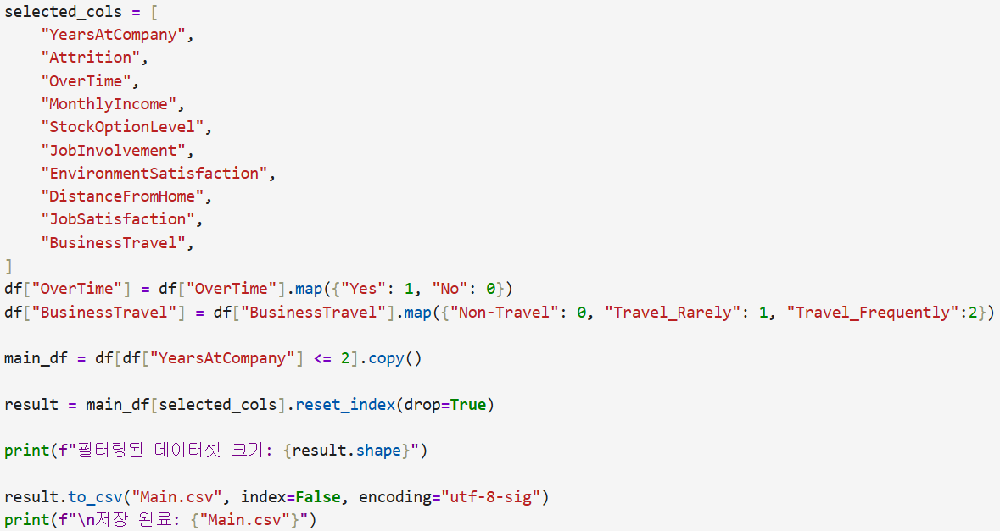 selected_cols = [
    "YearsAtCompany",
    "Attrition",
    "OverTime",
    "MonthlyIncome",
    "StockOptionLevel",
    "JobInvolvement",
    "EnvironmentSatisfaction",
    "DistanceFromHome",
    "JobSatisfaction",
    "BusinessTravel",
]
df["OverTime"] = df["OverTime"].map({"Yes": 1, "No": 0})
df["BusinessTravel"] = df["BusinessTravel"].map({"Non-Travel": 0, "Travel_Rarely": 1, "Travel_Frequently":2})

main_df = df[df["YearsAtCompany"] <= 2].copy()

result = main_df[selected_cols].reset_index(drop=True)

print(f"필터링된 데이터셋 크기: {result.shape}")

result.to_csv("Main.csv", index=False, encoding="utf-8-sig")
print(f"\n저장 완료: {"Main.csv"}")